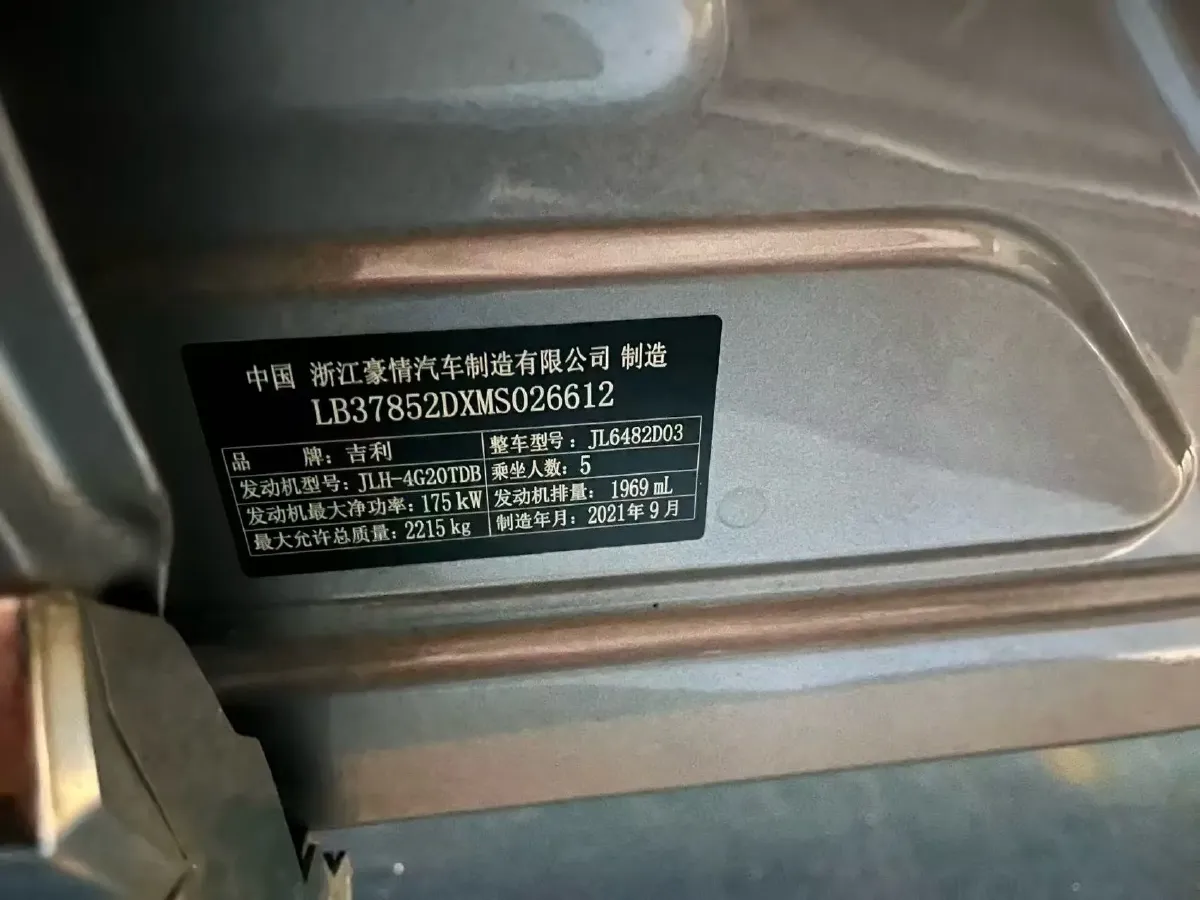 中国 浙江豪情汽车制造有限公司 制造
LB37852DXMS026612
品 牌：吉利 整车型号：JL6482D03
发动机型号：JLH-4G20TDB 乘坐人数：5
发动机最大净功率：175 kW 发动机排量：1969 mL
最大允许总质量：2215 kg 制造年月：2021年9月